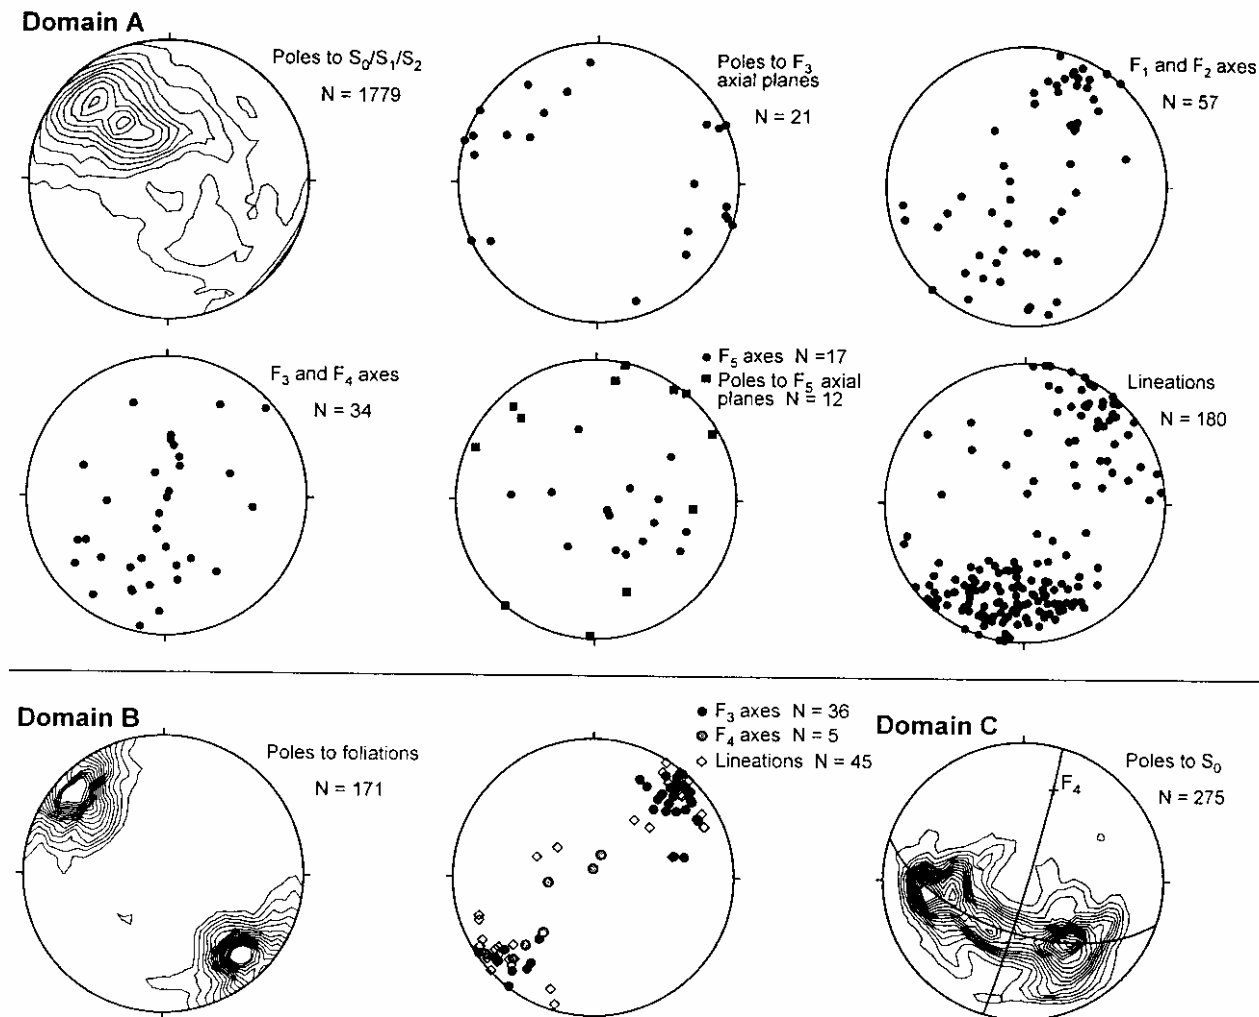 Domain A
Poles to S₀/S₁/S₂
N = 1779
Poles to F₃
axial planes
N = 21
F₁ and F₂ axes
N = 57
F₃ and F₄ axes
N = 34
F₅ axes N =17
Poles to F₅ axial
planes N = 12
Lineations
N = 180
Domain B
Poles to foliations
N = 171
F₃ axes N = 36
F₄ axes N = 5
Lineations N = 45
Domain C
Poles to S₀
N = 275
F₄